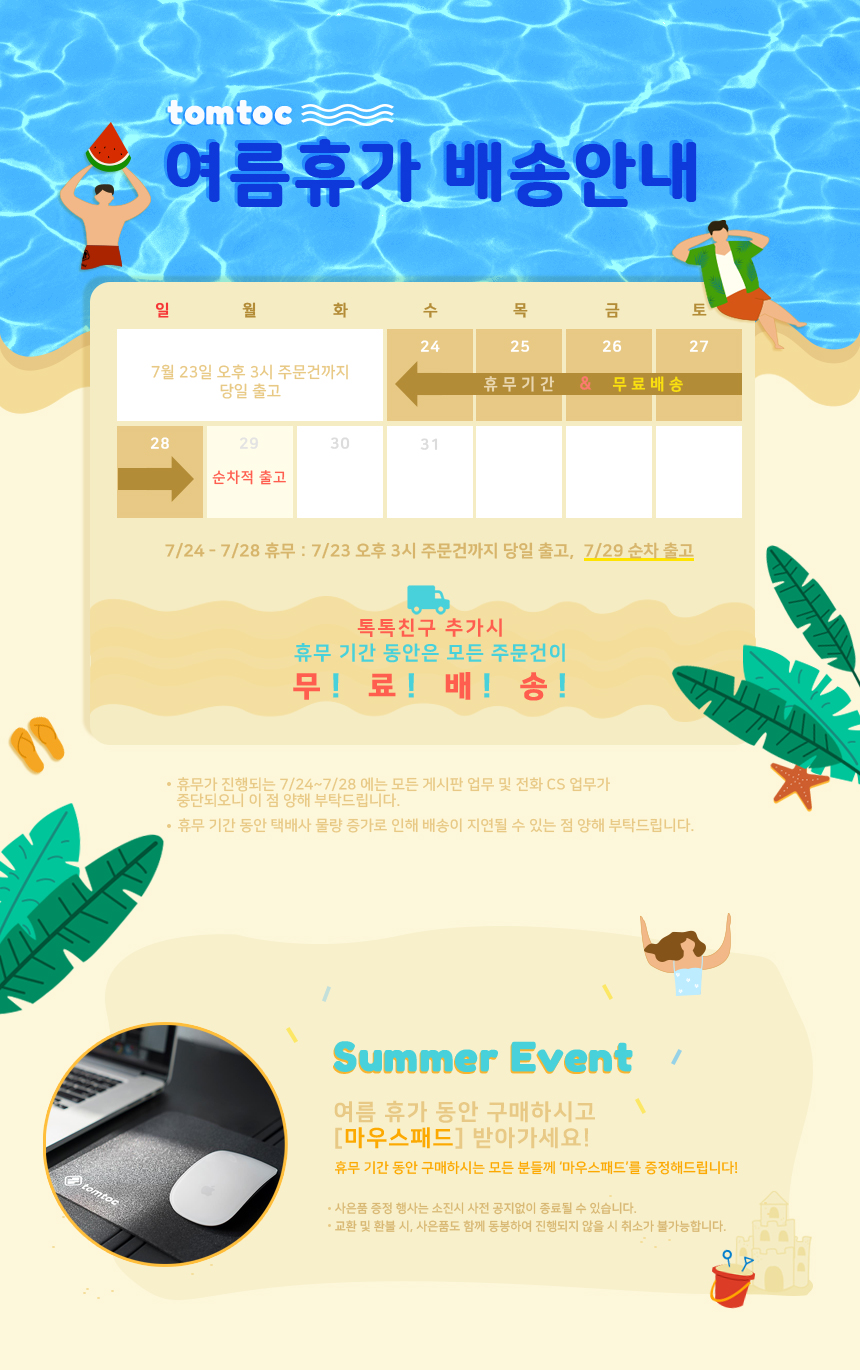 tomtoc
여름휴가 배송안내
일 월 화 수 목 금 토
7월 23일 오후 3시 주문건까지
당일 출고
24 25 26 27
휴무기간 & 무료배송
28 29 30 31
순차적 출고
7/24 - 7/28 휴무 : 7/23 오후 3시 주문건까지 당일 출고, 7/29 순차 출고
톡톡친구 추가시
휴무 기간 동안은 모든 주문건이
무! 료! 배! 송!
• 휴무가 진행되는 7/24~7/28 에는 모든 게시판 업무 및 전화 CS 업무가
중단되오니 이 점 양해 부탁드립니다.
• 휴무 기간 동안 택배사 물량 증가로 인해 배송이 지연될 수 있는 점 양해 부탁드립니다.
Summer Event
여름 휴가 동안 구매하시고
[마우스패드] 받아가세요!
휴무 기간 동안 구매하시는 모든 분들께 '마우스패드'를 증정해드립니다!
tomtoc
• 사은품 증정 행사는 소진시 사전 공지없이 종료될 수 있습니다.
• 교환 및 환불 시, 사은품도 함께 동봉하여 진행되지 않을 시 취소가 불가능합니다.